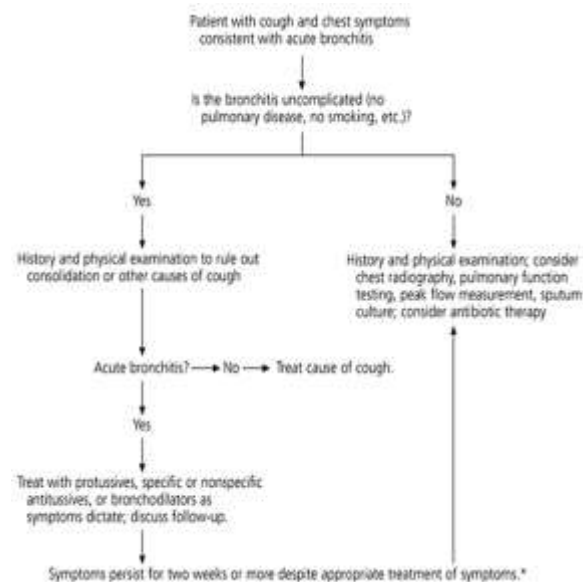 Patient with cough and chest symptoms
consistent with acute bronchitis
Is the bronchitis uncomplicated (no
pulmonary disease, no smoking, etc.)?
Yes
No
History and physical examination to rule out
consolidation or other causes of cough
History and physical examination; consider
chest radiography, pulmonary function
testing, peak flow measurement, sputum
culture; consider antibiotic therapy
Acute bronchitis? No Treat cause of cough.
Yes
Treat with protussives, specific or nonspecific
antitussives, or bronchodilators as
symptoms dictate; discuss follow-up.
Symptoms persist for two weeks or more despite appropriate treatment of symptoms.*